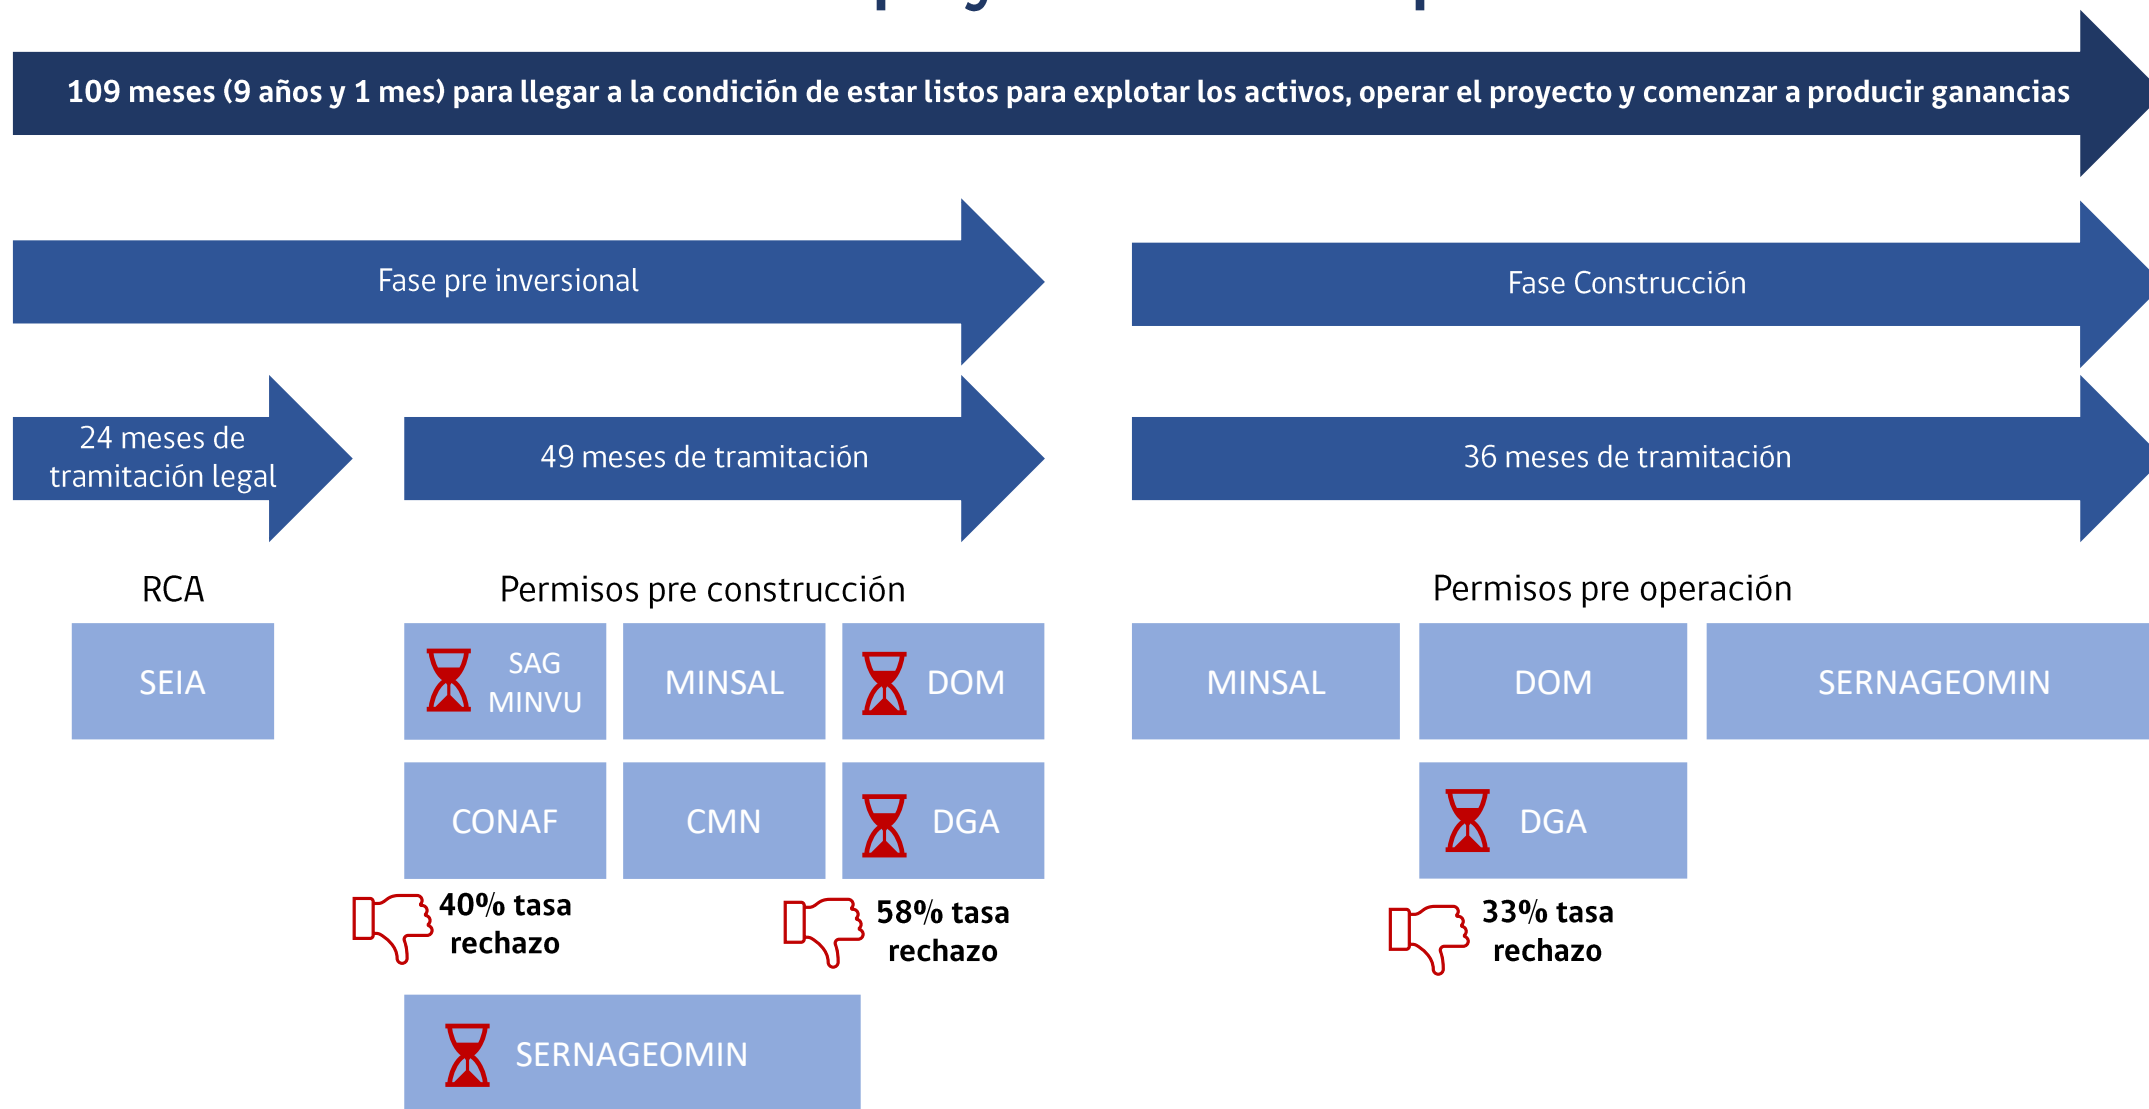 109 meses (9 años y 1 mes) para llegar a la condición de estar listos para explotar los activos, operar el proyecto y comenzar a producir ganancias
Fase pre inversional
Fase Construcción
24 meses de
tramitación legal
49 meses de tramitación
36 meses de tramitación
RCA
Permisos pre construcción
Permisos pre operación
SEIA
SAG
MINVU
MINSAL
DOM
MINSAL
DOM
SERNAGEOMIN
CONAF
CMN
DGA
DGA
40% tasa
rechazo
58% tasa
rechazo
33% tasa
rechazo
SERNAGEOMIN